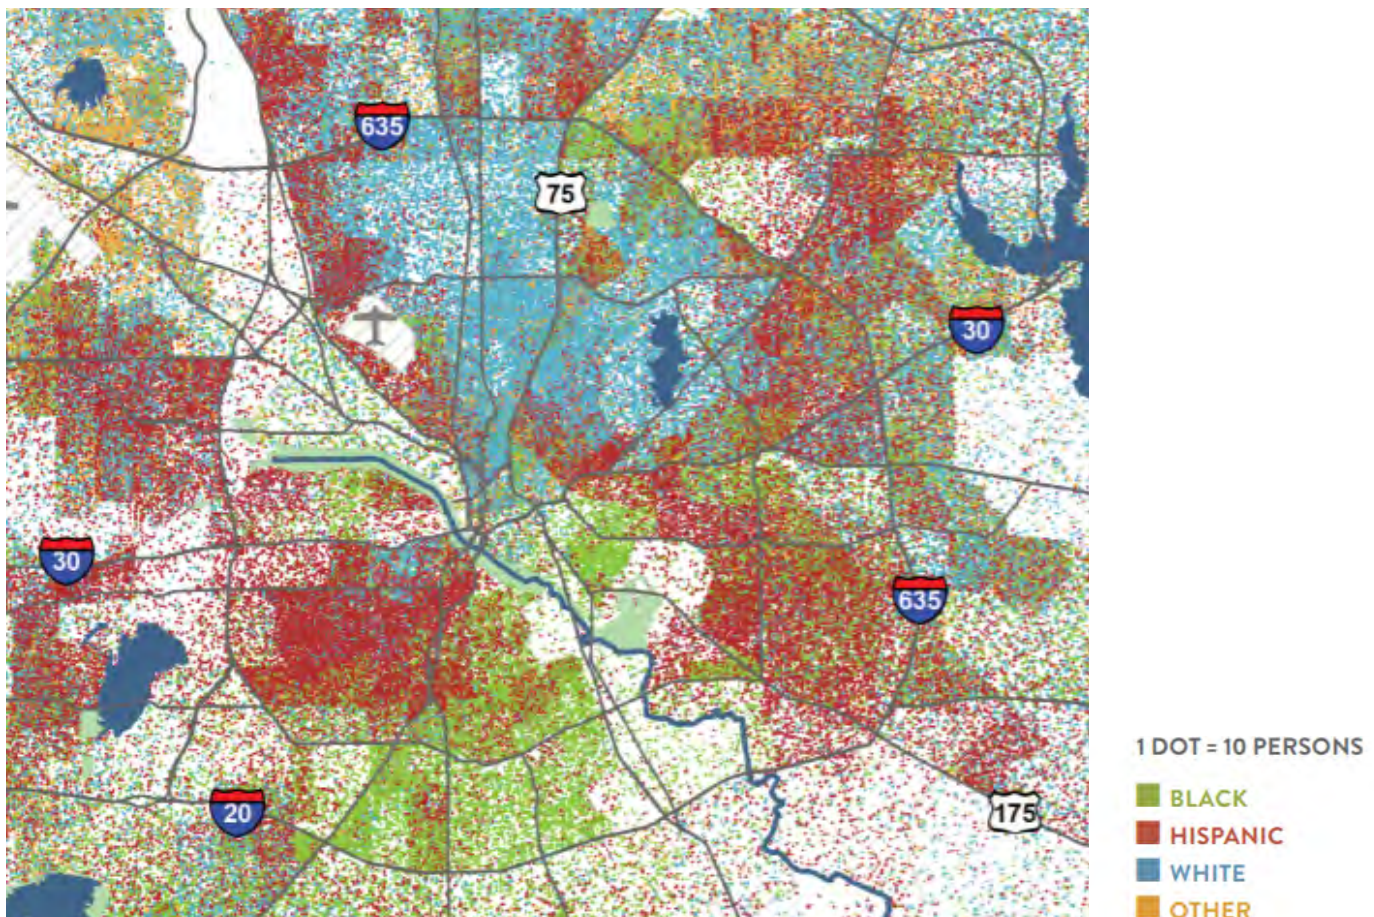 635
75
30
30
635
20
175
1 DOT = 10 PERSONS
BLACK
HISPANIC
WHITE
OTHER